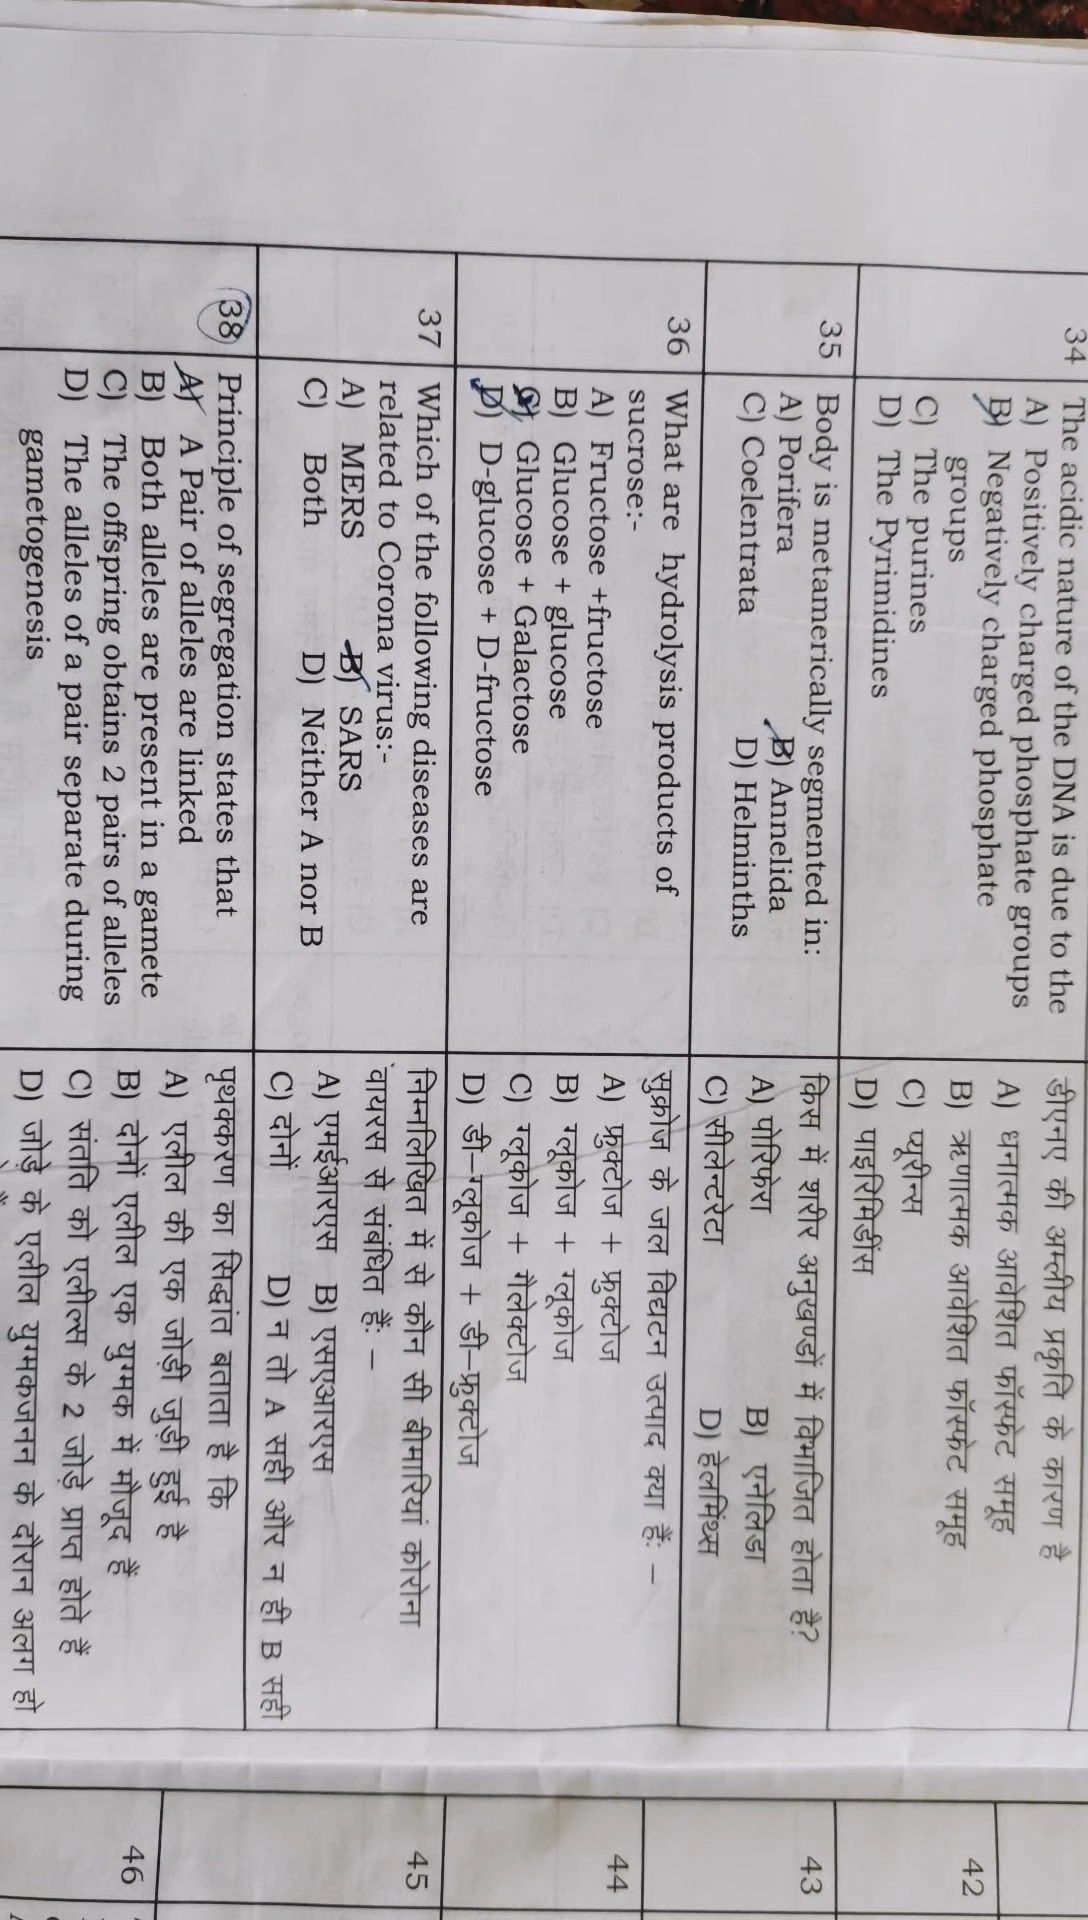 34
The acidic nature of the DNA is due to the
A) Positively charged phosphate groups
B) Negatively charged phosphate
groups
C) The purines
D) The Pyrimidines
डीएनए की अम्लीय प्रकृति के कारण है
A) धनात्मक आवेशित फॉस्फेट समूह
B) ऋणात्मक आवेशित फॉस्फेट समूह
C) प्यूरीन्स
D) पाइरिमिडींस
35
Body is metamerically segmented in:
A) Porifera B) Annelida
C) Coelentrata D) Helminths
किस में शरीर अनुखण्डों में विभाजित होता है?
A) पोरिफेरा B) एनेलिडा
C) सीलेन्टरेटा D) हेलमिंथ्स
36
What are hydrolysis products of
sucrose:-
A) Fructose +fructose
B) Glucose + glucose
C) Glucose + Galactose
D) D-glucose + D-fructose
सुक्रोज के जल विद्यटन उत्पाद क्या हैं: –
A) फ्रुक्टोज + फ्रुक्टोज
B) ग्लूकोज + ग्लूकोज
C) ग्लूकोज + गैलेक्टोज
D) डी–ग्लूकोज + डी–फ्रुक्टोज
37
Which of the following diseases are
related to Corona virus:-
A) MERS B) SARS
C) Both D) Neither A nor B
निम्नलिखित में से कौन सी बीमारियां कोरोना
वायरस से संबंधित हैं: –
A) एमईआरएस B) एसएआरएस
C) दोनों D) न तो A सही और न ही B सही
38
Principle of segregation states that
A) A Pair of alleles are linked
B) Both alleles are present in a gamete
C) The offspring obtains 2 pairs of alleles
D) The alleles of a pair separate during
gametogenesis
पृथक्करण का सिद्धांत बताता है कि
A) एलील की एक जोड़ी जुड़ी हुई है
B) दोनों एलील एक युग्मक में मौजूद हैं
C) संतति को एलील्स के 2 जोड़े प्राप्त होते हैं
D) जोड़े के एलील युग्मकजनन के दौरान अलग हो
42
43
44
45
46